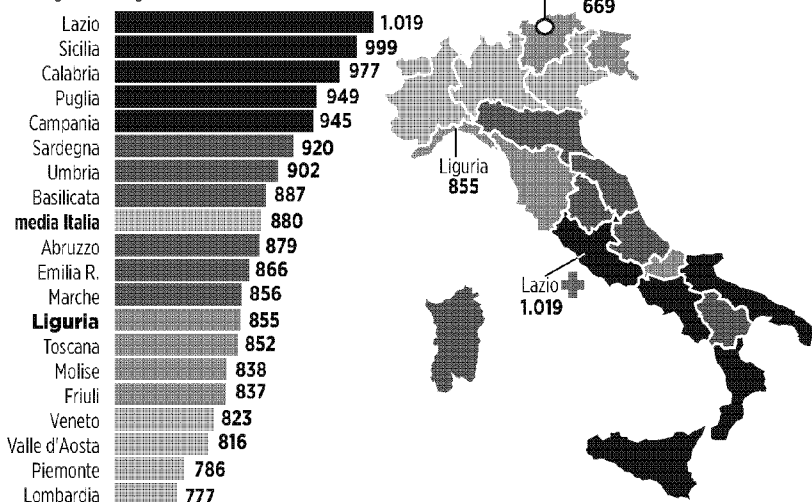 669
Lazio 1.019
Sicilia 999
Calabria 977
Puglia 949
Campania 945
Sardegna 920
Umbria 902
Basilicata 887
media Italia 880
Abruzzo 879
Emilia R. 866
Marche 856
Liguria 855
Toscana 852
Molise 838
Friuli 837
Veneto 823
Valle d'Aosta 816
Piemonte 786
Lombardia 777
Liguria
855
Lazio
1.019